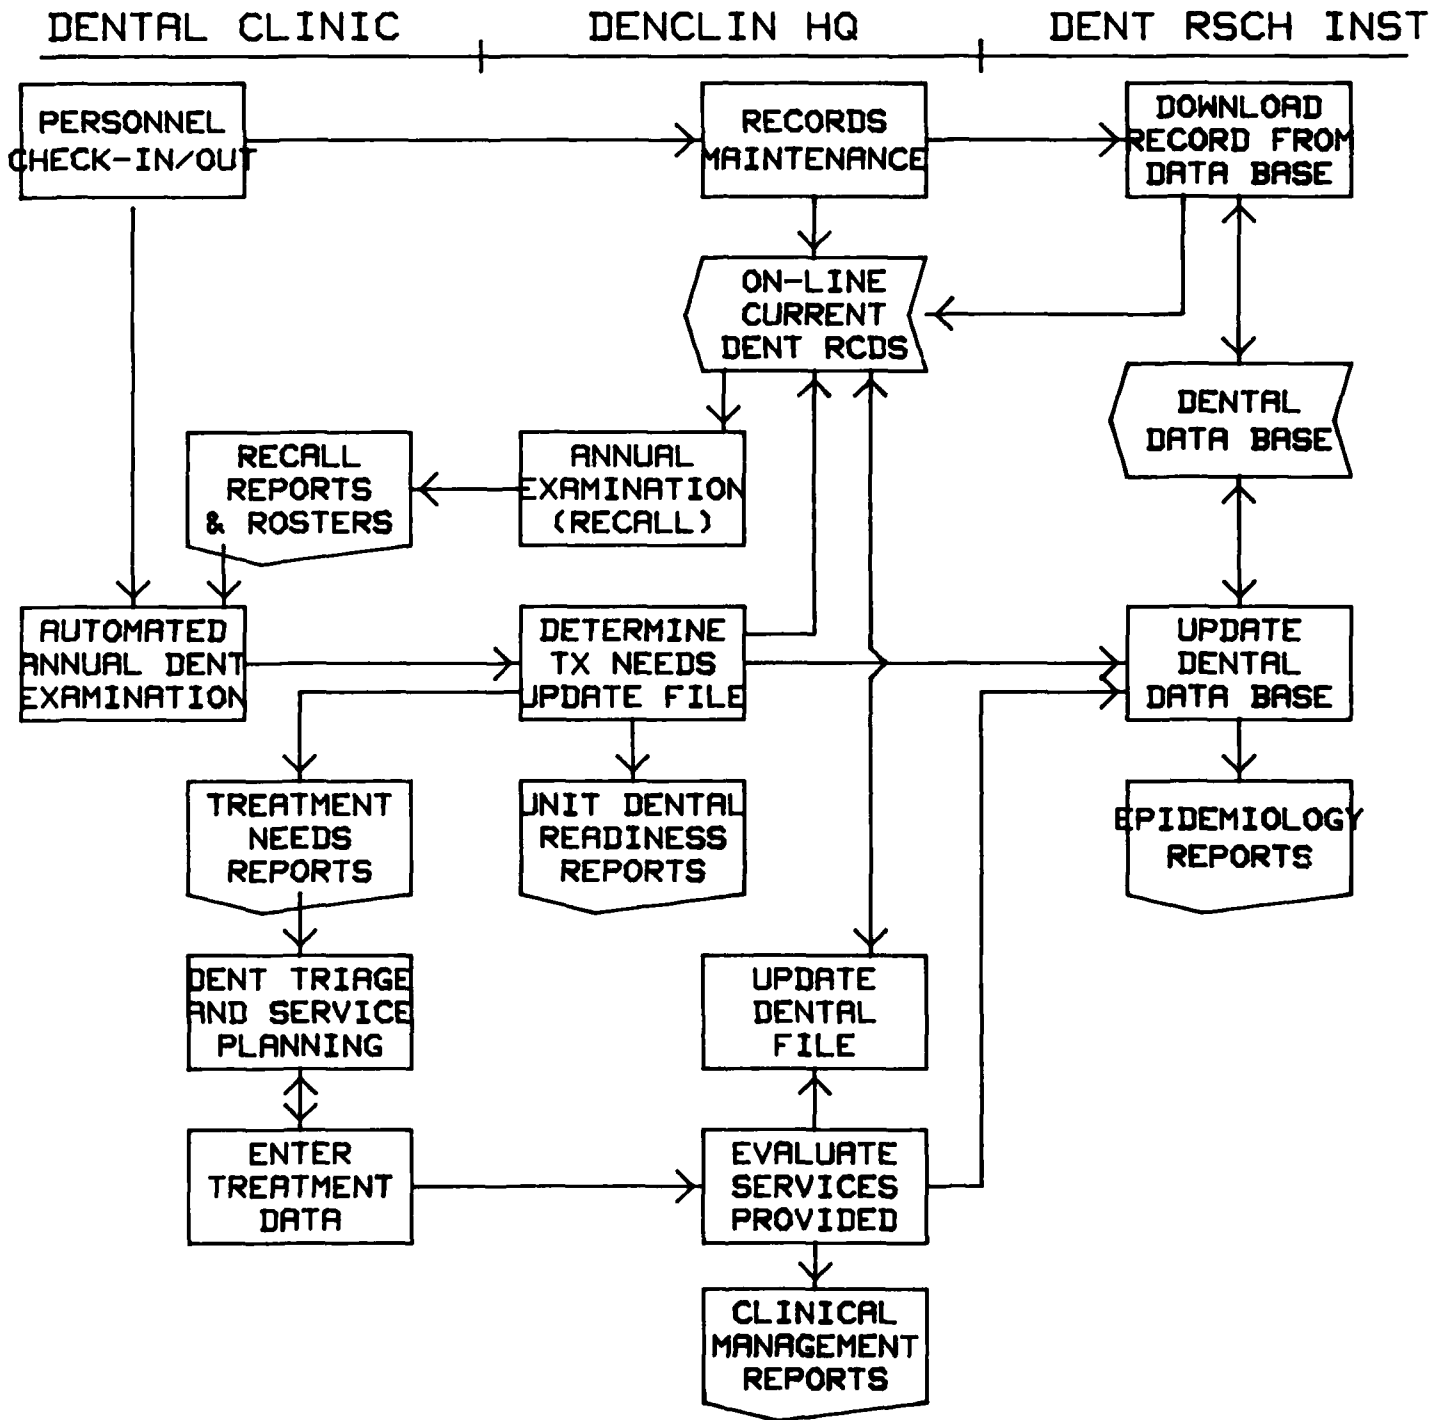 DENTAL CLINIC
DENCLIN HQ
DENT RSCH INST
PERSONNEL
CHECK-IN/OUT
RECORDS
MAINTENANCE
DOWNLOAD
RECORD FROM
DATA BASE
ON-LINE
CURRENT
DENT RCDS
DENTAL
DATA BASE
RECALL
REPORTS
& ROSTERS
ANNUAL
EXAMINATION
(RECALL)
AUTOMATED
ANNUAL DENT
EXAMINATION
DETERMINE
TX NEEDS
UPDATE FILE
UPDATE
DENTAL
DATA BASE
TREATMENT
NEEDS
REPORTS
UNIT DENTAL
READINESS
REPORTS
EPIDEMIOLOGY
REPORTS
DENT TRIAGE
AND SERVICE
PLANNING
UPDATE
DENTAL
FILE
ENTER
TREATMENT
DATA
EVALUATE
SERVICES
PROVIDED
CLINICAL
MANAGEMENT
REPORTS